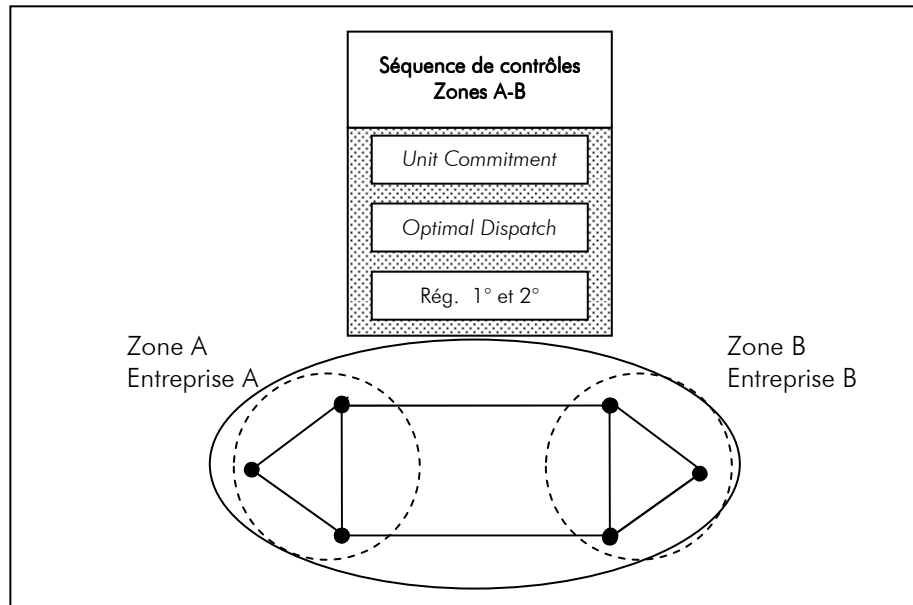 Séquence de contrôles
Zones A-B
Unit Commitment
Optimal Dispatch
Rég. 1° et 2°
Zone A
Entreprise A
Zone B
Entreprise B